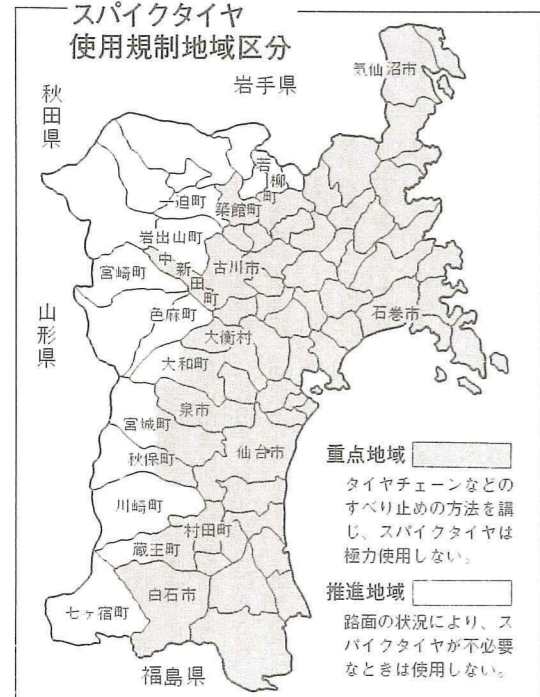 スパイクタイヤ
使用規制地域区分
気仙沼市
岩手県
秋田県
若柳町
一迫町
築館町
岩出山町
中新田町
古川市
宮崎町
色麻町
石巻市
山形県
大衡村
大和町
泉市
宮城町
仙台市
秋保町
川崎町
村田町
蔵王町
白石市
七ヶ宿町
福島県
重点地域
タイヤチェーンなどの
すべり止めの方法を講
じ、スパイクタイヤは
極力使用しない。
推進地域
路面の状況により、ス
パイクタイヤが不必要
なときは使用しない。